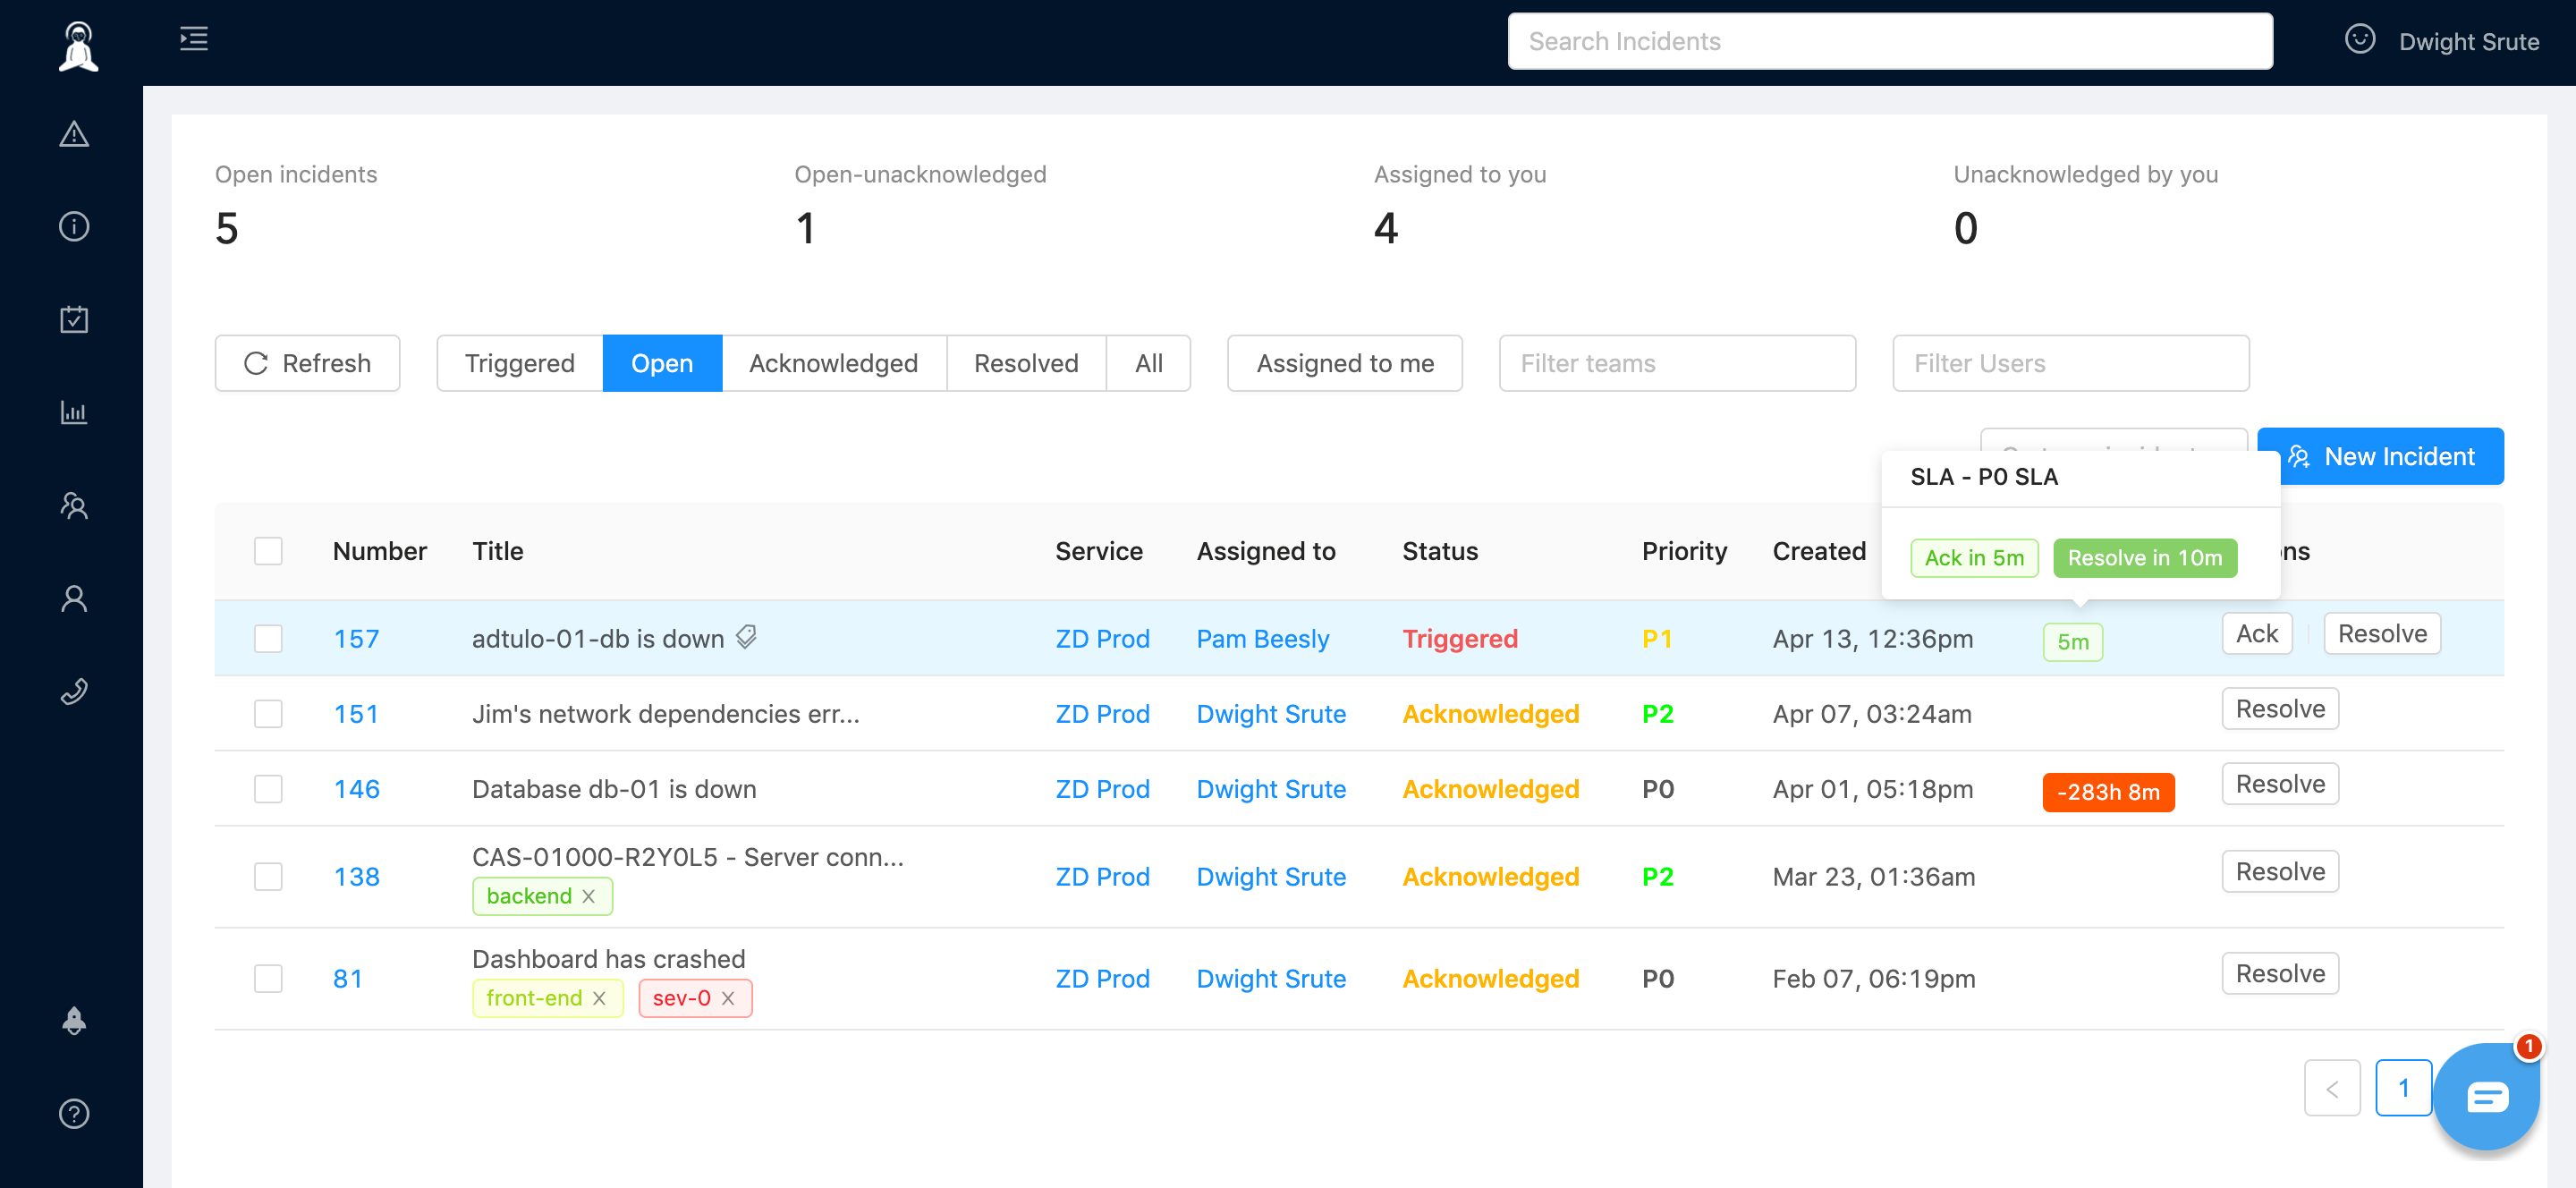 Search Incidents
Dwight Srute
Open incidents
Open-unacknowledged
Assigned to you
Unacknowledged by you
5
1
4
0
Refresh
Triggered
Open
Acknowledged
Resolved
All
Assigned to me
Filter teams
Filter Users
New Incident
SLA - P0 SLA
Ack in 5m
Resolve in 10m
Number Title Service Assigned to Status Priority Created
157 adtulo-01-db is down ZD Prod Pam Beesly Triggered P1 Apr 13, 12:36pm 5m Ack Resolve
151 Jim's network dependencies err... ZD Prod Dwight Srute Acknowledged P2 Apr 07, 03:24am Resolve
146 Database db-01 is down ZD Prod Dwight Srute Acknowledged P0 Apr 01, 05:18pm -283h 8m Resolve
138 CAS-01000-R2Y0L5 - Server conn... ZD Prod Dwight Srute Acknowledged P2 Mar 23, 01:36am Resolve
backend
81 Dashboard has crashed ZD Prod Dwight Srute Acknowledged P0 Feb 07, 06:19pm Resolve
front-end sev-0
1
1